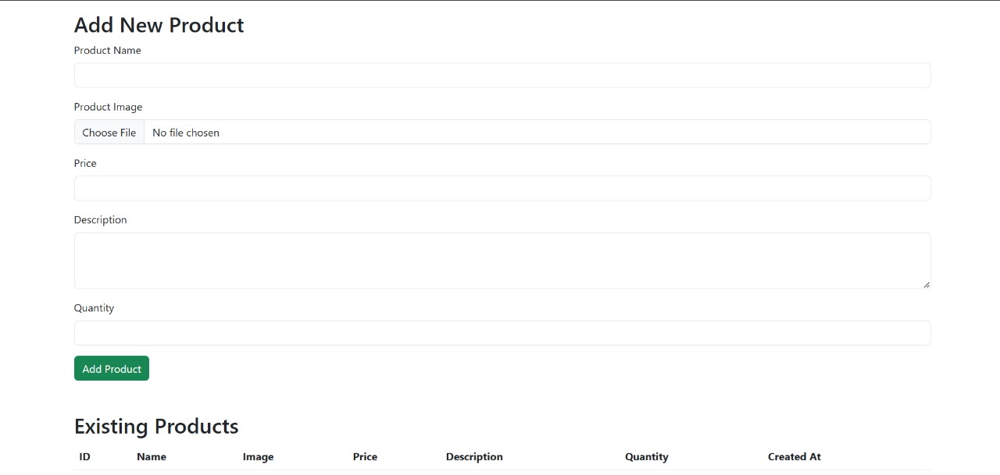 Add New Product
Product Name
Product Image
Choose File No file chosen
Price
Description
Quantity
Add Product
Existing Products
ID Name Image Price Description Quantity Created At